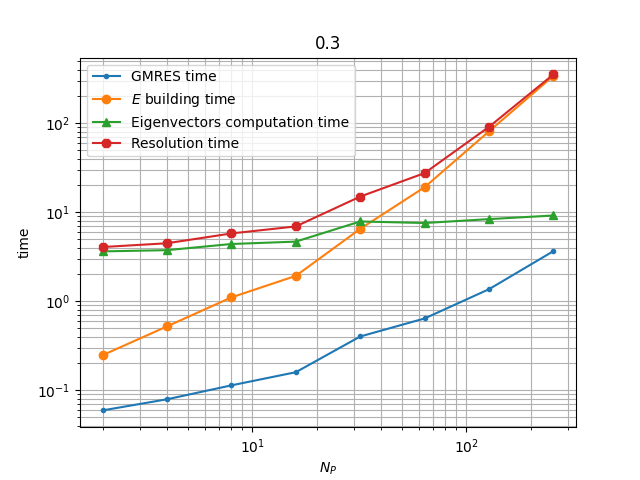 0.3
GMRES time
E building time
Eigenvectors computation time
Resolution time
time
10²
10¹
10⁰
10⁻¹
10¹
10²
N_P